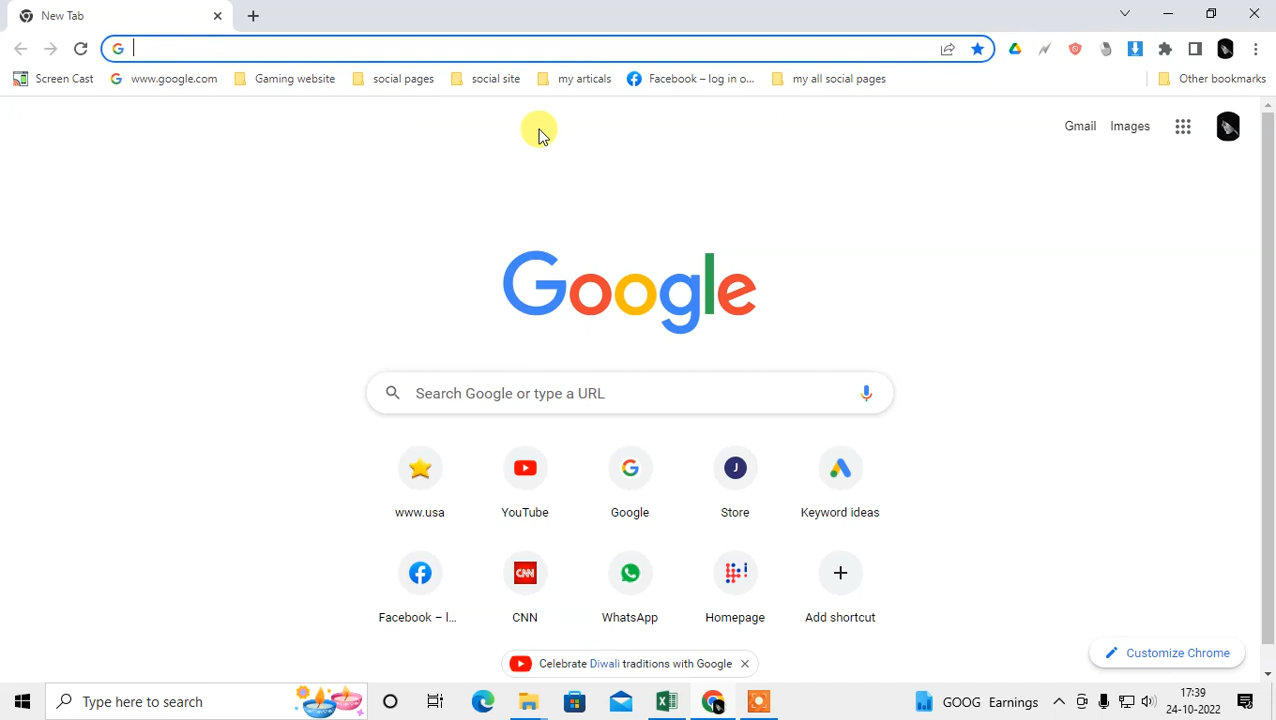 New Tab
Screen Cast www.google.com Gaming website social pages social site my articals Facebook – log in o... my all social pages Other bookmarks
Gmail Images
Google
Search Google or type a URL
www.usa YouTube Google Store Keyword ideas
J
CNN
Facebook – l... CNN WhatsApp Homepage Add shortcut
Celebrate Diwali traditions with Google
Customize Chrome
Type here to search GOOG Earnings 17:39
24-10-2022